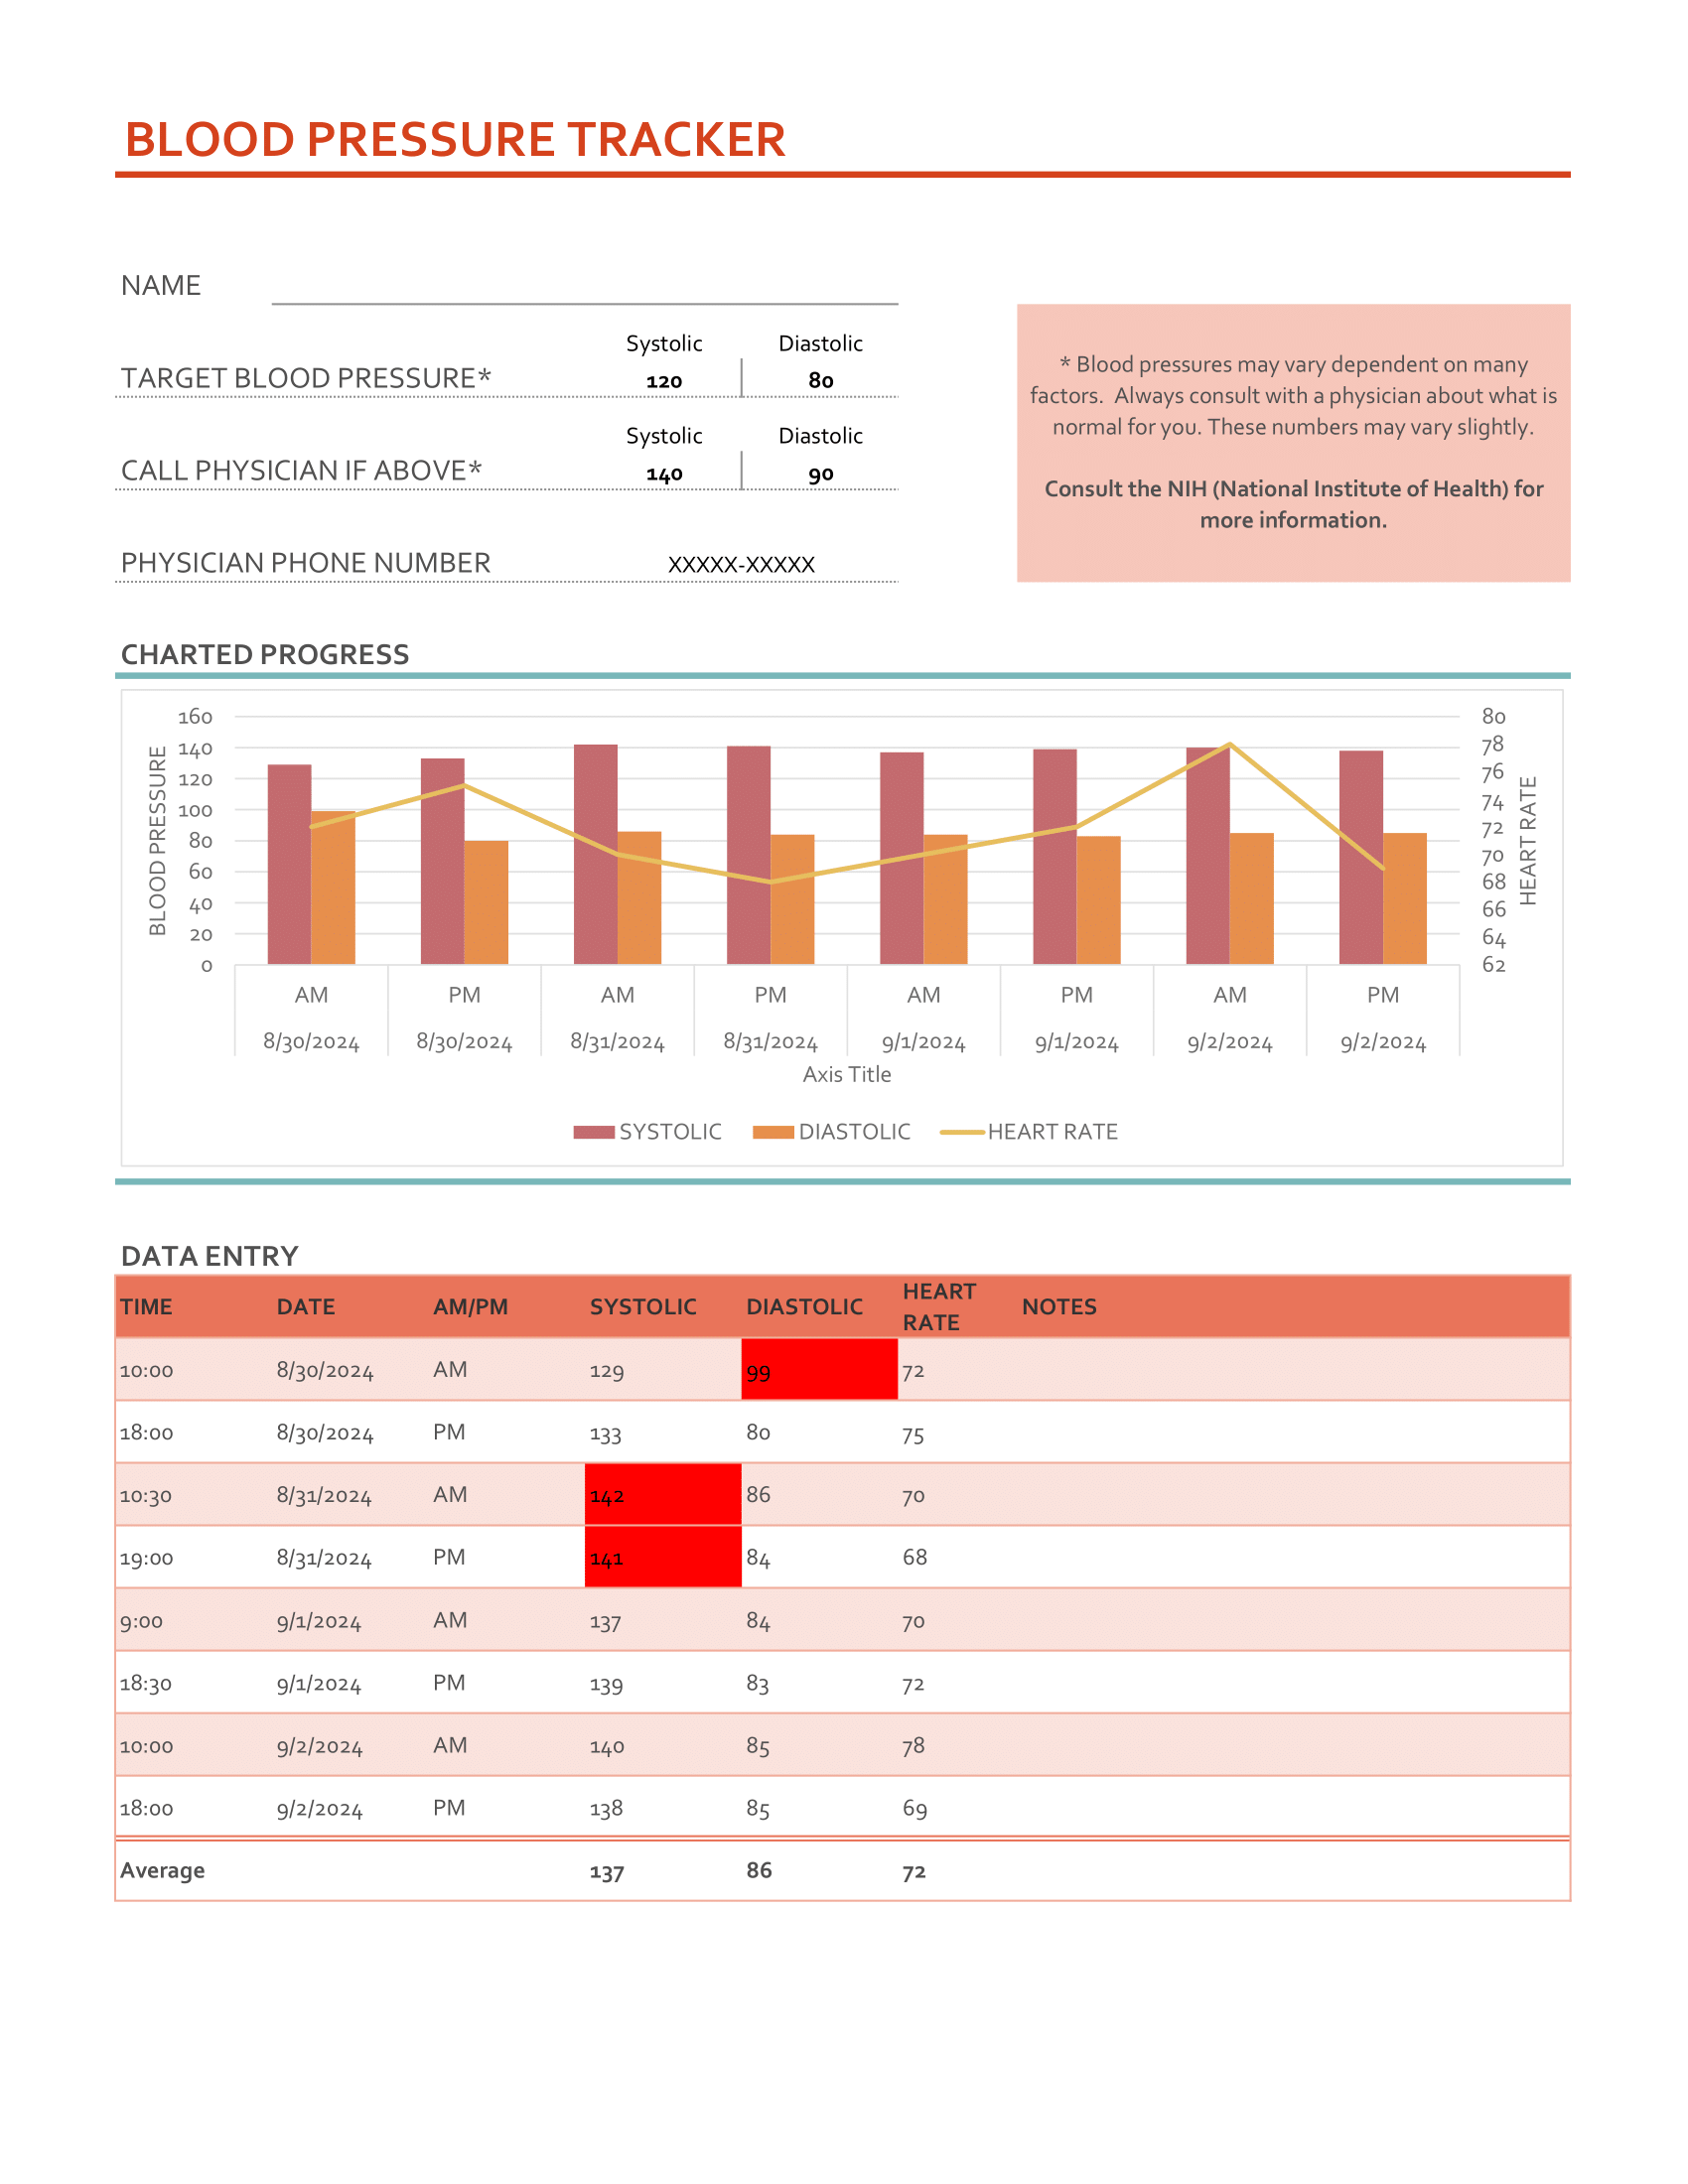 BLOOD PRESSURE TRACKER
NAME
Systolic Diastolic
TARGET BLOOD PRESSURE* 120 80
Systolic Diastolic
CALL PHYSICIAN IF ABOVE* 140 90
PHYSICIAN PHONE NUMBER XXXXX-XXXXX
* Blood pressures may vary dependent on many
factors. Always consult with a physician about what is
normal for you. These numbers may vary slightly.
Consult the NIH (National Institute of Health) for
more information.
CHARTED PROGRESS
BLOOD PRESSURE
160
140
120
100
80
60
40
20
0
80
78
76
74
72
70
68
66
64
62
HEART RATE
AM PM AM PM AM PM AM PM
8/30/2024 8/30/2024 8/31/2024 8/31/2024 9/1/2024 9/1/2024 9/2/2024 9/2/2024
Axis Title
SYSTOLIC DIASTOLIC HEART RATE
DATA ENTRY
TIME DATE AM/PM SYSTOLIC DIASTOLIC HEART RATE NOTES
10:00 8/30/2024 AM 129 99 72
18:00 8/30/2024 PM 133 80 75
10:30 8/31/2024 AM 142 86 70
19:00 8/31/2024 PM 141 84 68
9:00 9/1/2024 AM 137 84 70
18:30 9/1/2024 PM 139 83 72
10:00 9/2/2024 AM 140 85 78
18:00 9/2/2024 PM 138 85 69
Average 137 86 72